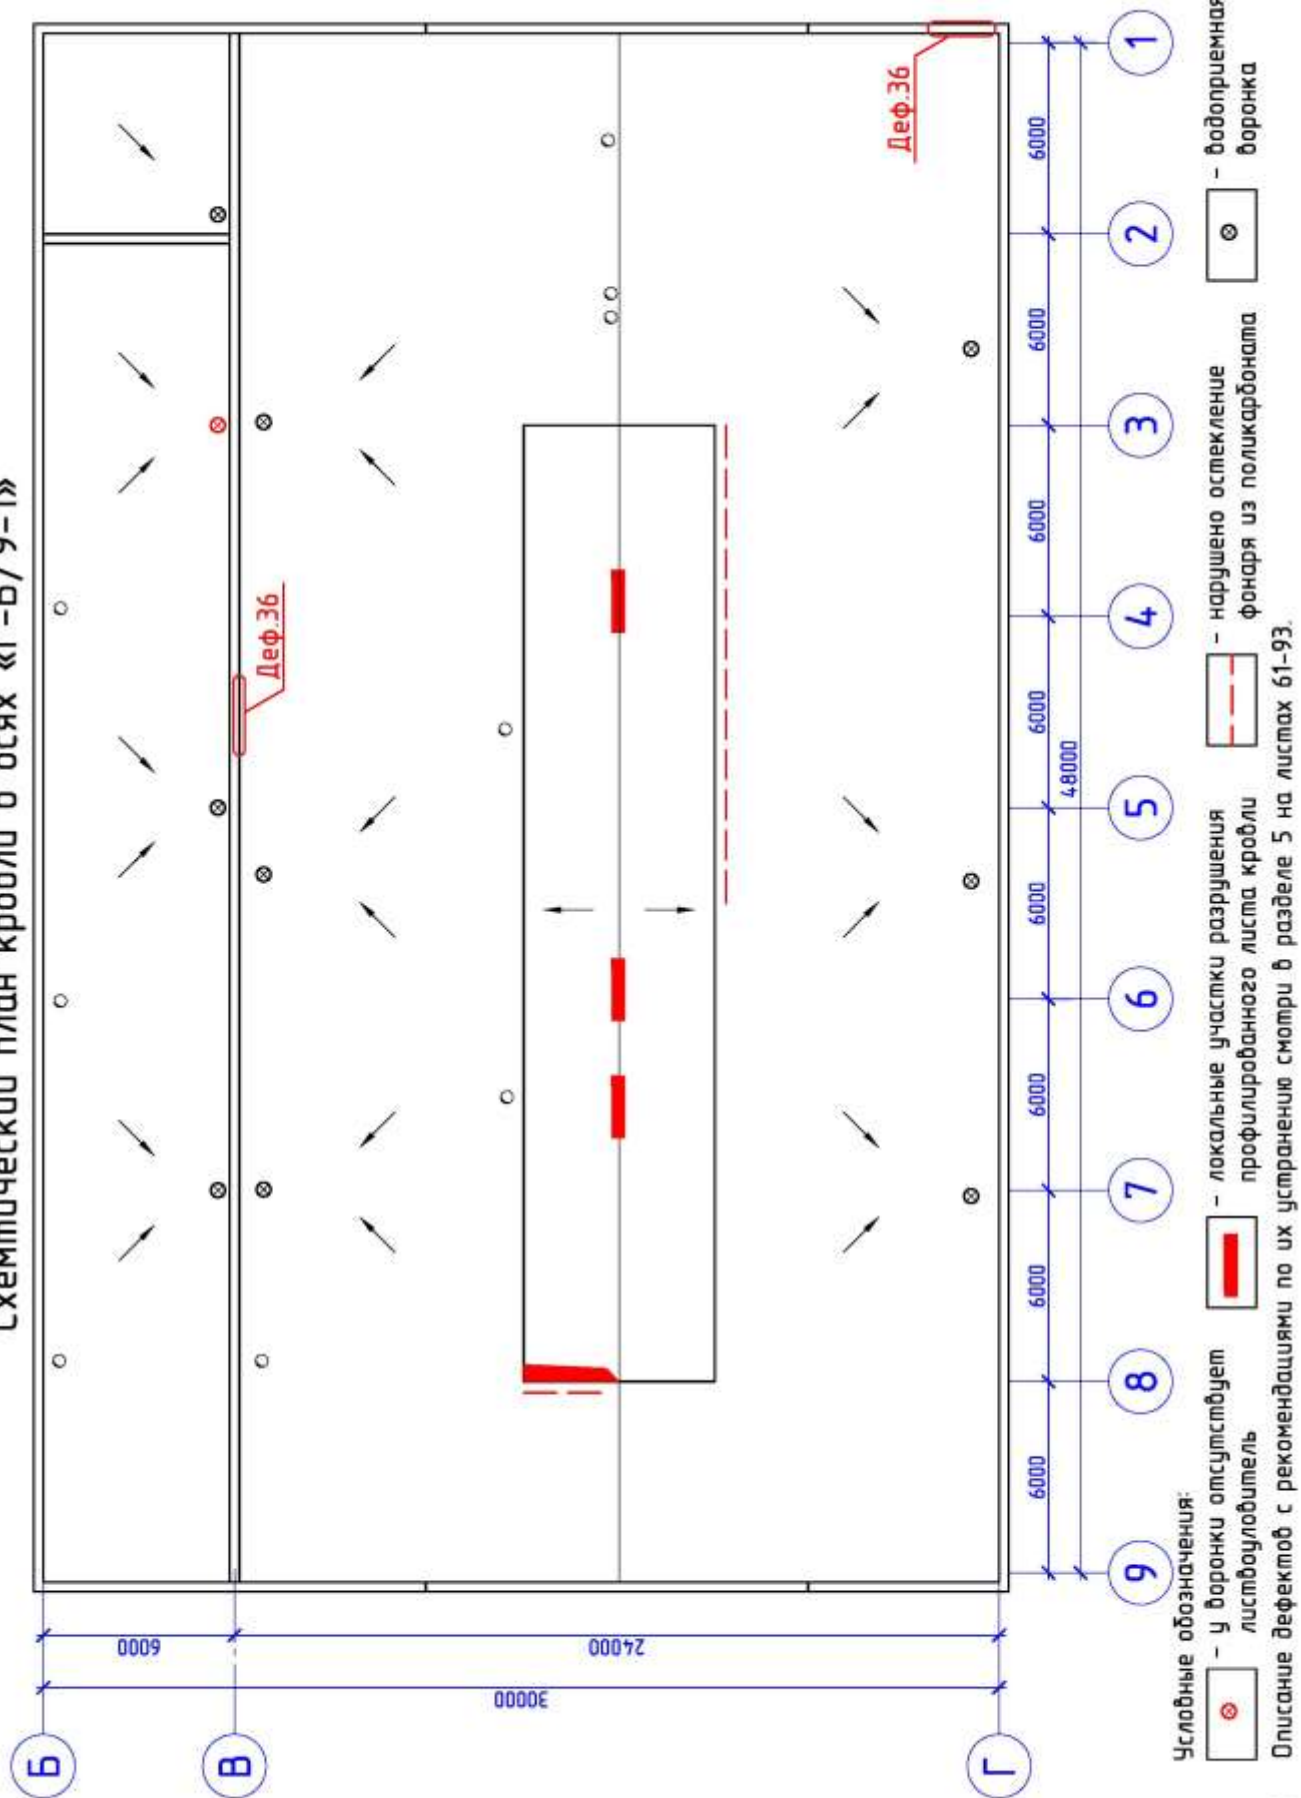 Схемтический план кровли в осях «Г-Б/9-1»
Деф.36
Деф.36
Б
В
Г
6000
24000
30000
6000
6000
6000
6000
6000
6000
6000
6000
48000
9
8
7
6
5
4
3
2
1
Условные обозначения:
- у воронки отсутствует
листвоуловитель
- локальные участки разрушения
профилированного листа кровли
- нарушено остекление
фонаря из поликарбоната
- водоприемная
воронка
Описание дефектов с рекомендациями по их устранению смотри в разделе 5 на листах 61-93.